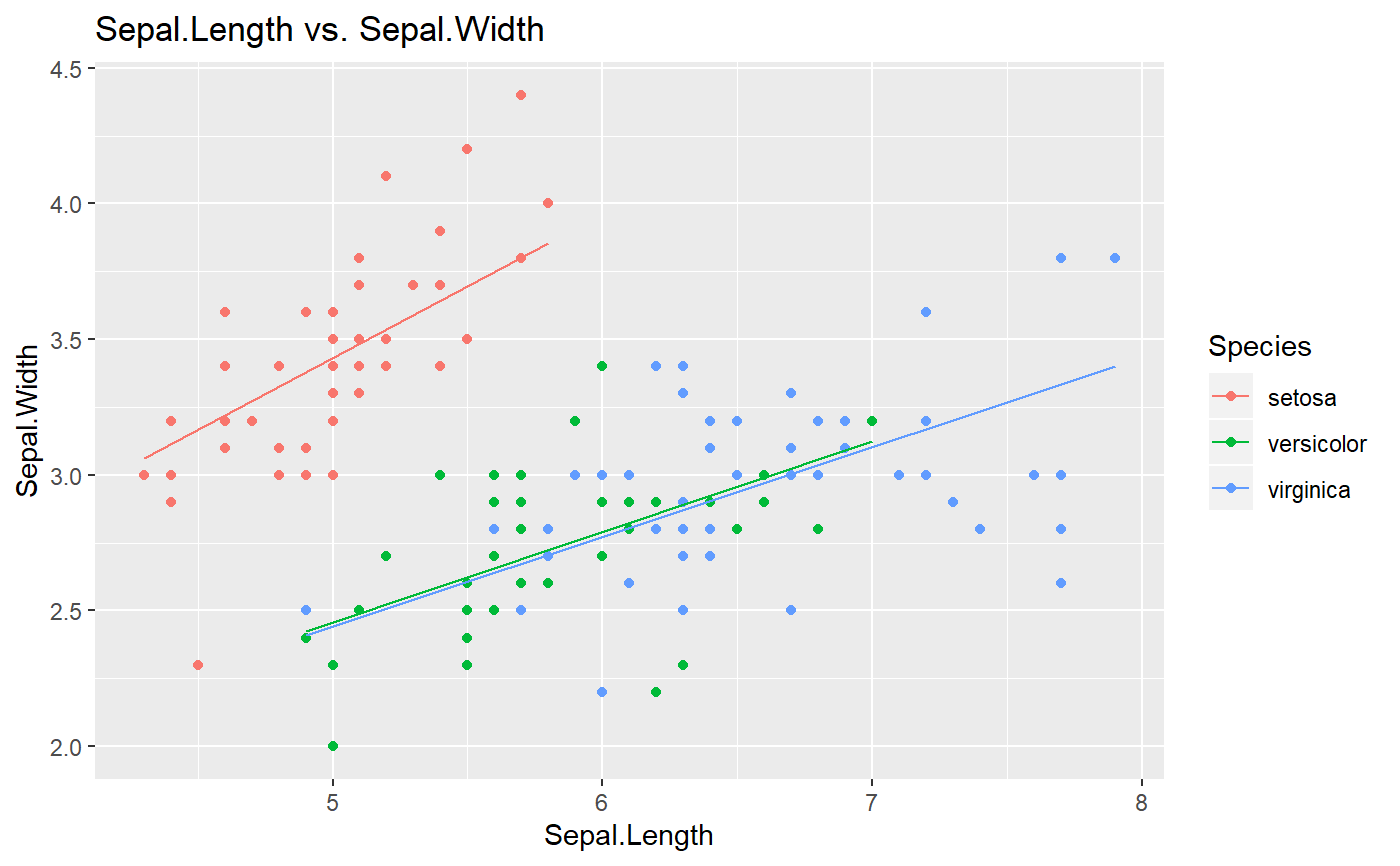 Sepal.Length vs. Sepal.Width
4.5
4.0
3.5
3.0
2.5
2.0
Sepal.Width
5 6 7 8
Sepal.Length
Species
setosa
versicolor
virginica